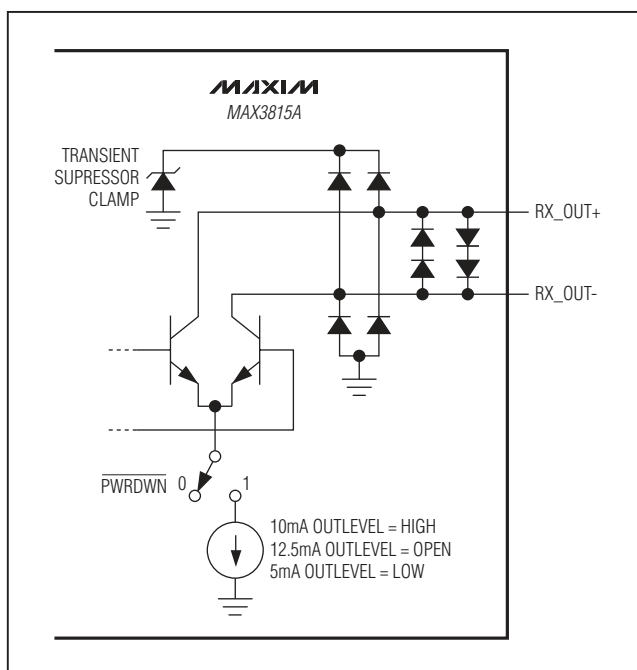 MAXIM
MAX3815A
TRANSIENT
SUPRESSOR
CLAMP
RX_OUT+
RX_OUT-
PWRDWN 0 1
10mA OUTLEVEL = HIGH
12.5mA OUTLEVEL = OPEN
5mA OUTLEVEL = LOW